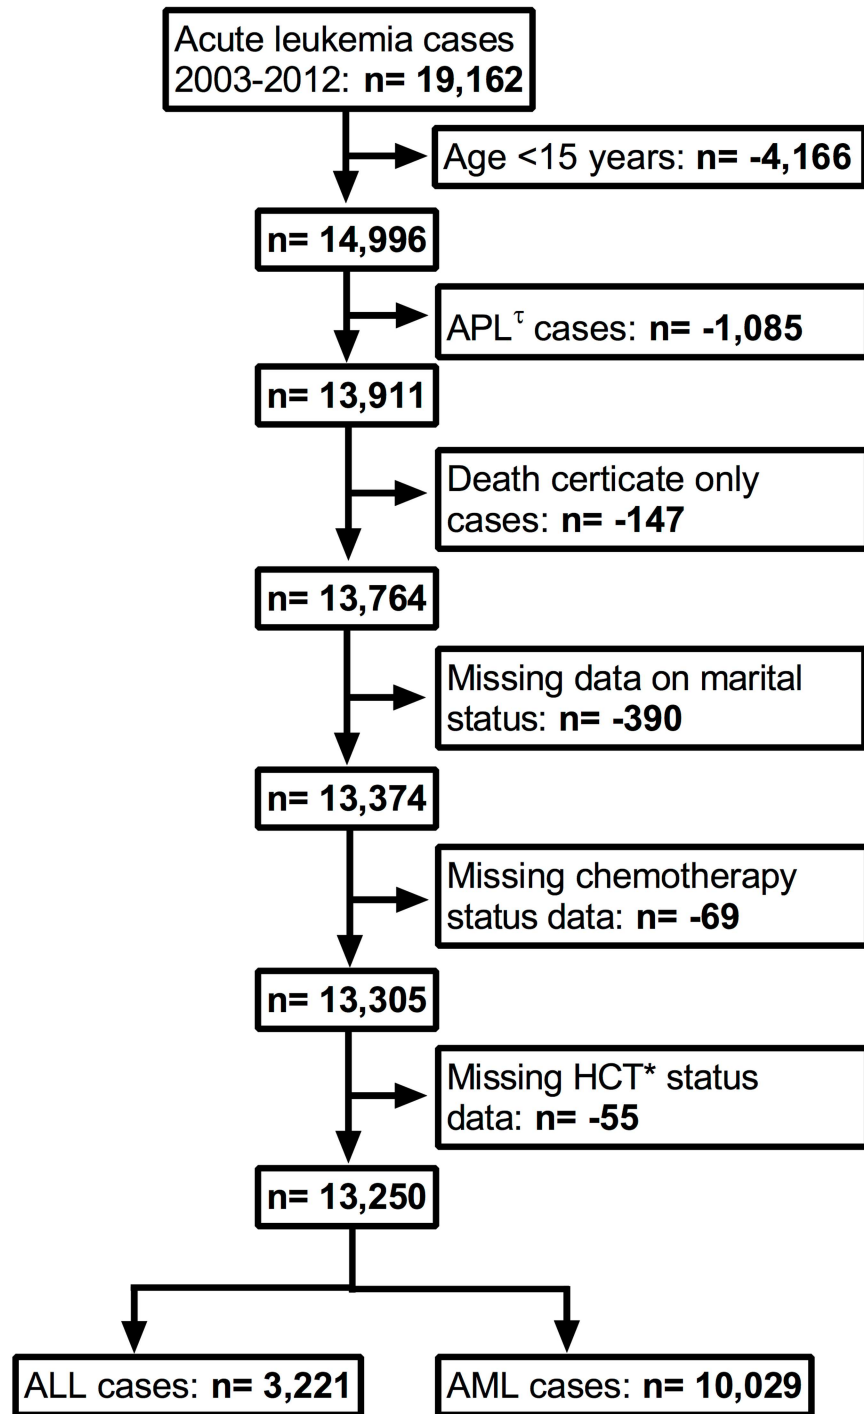 Acute leukemia cases
2003-2012: n= 19,162
Age <15 years: n= -4,166
n= 14,996
APLτ cases: n= -1,085
n= 13,911
Death certicate only
cases: n= -147
n= 13,764
Missing data on marital
status: n= -390
n= 13,374
Missing chemotherapy
status data: n= -69
n= 13,305
Missing HCT* status
data: n= -55
n= 13,250
ALL cases: n= 3,221
AML cases: n= 10,029